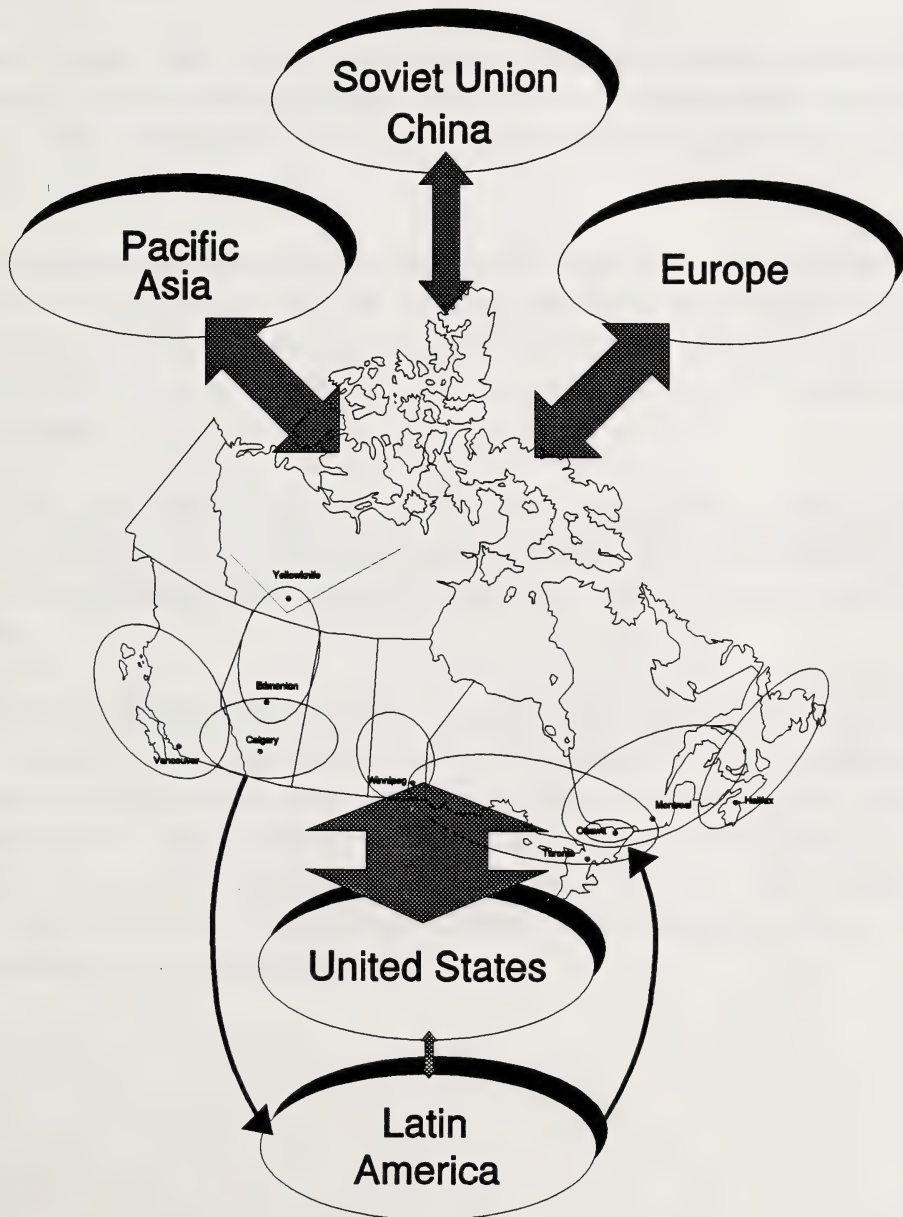 Soviet Union
China
Pacific
Asia
Europe
Yellowknife
Edmonton
Calgary
Vancouver
Winnipeg
Montreal
Halifax
Ottawa
Toronto
United States
Latin
America